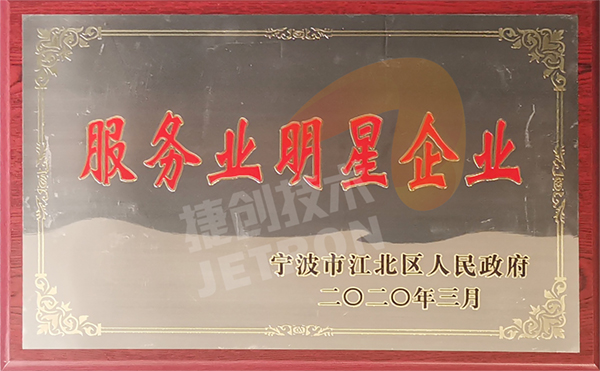 服务业明星企业
捷创技术
JETRON
宁波市江北区人民政府
二〇二〇年三月